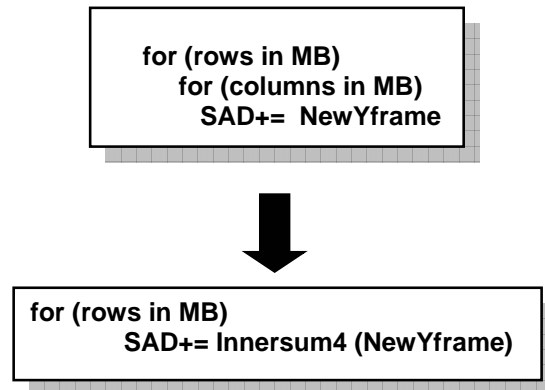 for (rows in MB)
for (columns in MB)
SAD+= NewYframe
for (rows in MB)
SAD+= Innersum4 (NewYframe)